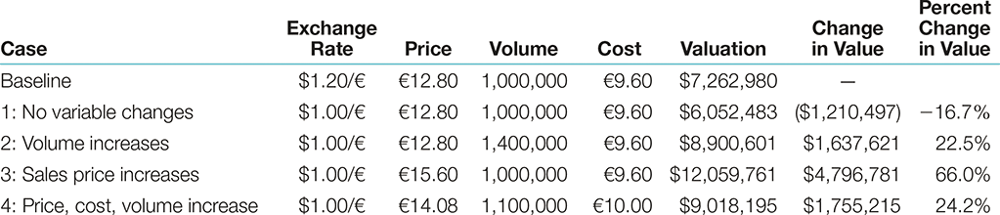 Percent
Exchange Change Change
Case Rate Price Volume Cost Valuation in Value in Value
Baseline $1.20/€ €12.80 1,000,000 €9.60 $7,262,980 —
1: No variable changes $1.00/€ €12.80 1,000,000 €9.60 $6,052,483 ($1,210,497) −16.7%
2: Volume increases $1.00/€ €12.80 1,400,000 €9.60 $8,900,601 $1,637,621 22.5%
3: Sales price increases $1.00/€ €15.60 1,000,000 €9.60 $12,059,761 $4,796,781 66.0%
4: Price, cost, volume increase $1.00/€ €14.08 1,100,000 €10.00 $9,018,195 $1,755,215 24.2%